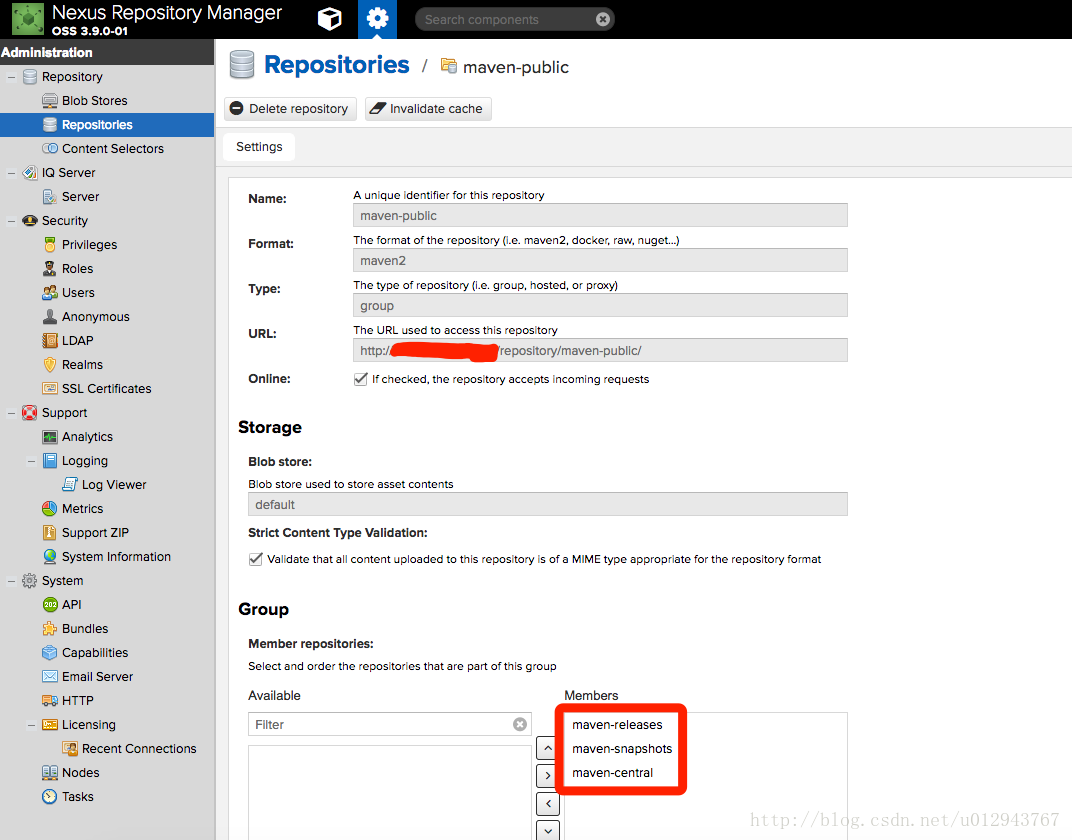 Nexus Repository Manager
OSS 3.9.0-01
Search components
Administration
Repository
Blob Stores
Repositories
Content Selectors
IQ Server
Server
Security
Privileges
Roles
Users
Anonymous
LDAP
Realms
SSL Certificates
Support
Analytics
Logging
Log Viewer
Metrics
Support ZIP
System Information
System
202 API
Bundles
Capabilities
Email Server
HTTP
Licensing
Recent Connections
Nodes
Tasks
Repositories / maven-public
Delete repository Invalidate cache
Settings
Name: A unique identifier for this repository
maven-public
Format: The format of the repository (i.e. maven2, docker, raw, nuget...)
maven2
Type: The type of repository (i.e. group, hosted, or proxy)
group
URL: The URL used to access this repository
http:/ /repository/maven-public/
Online: If checked, the repository accepts incoming requests
Storage
Blob store:
Blob store used to store asset contents
default
Strict Content Type Validation:
Validate that all content uploaded to this repository is of a MIME type appropriate for the repository format
Group
Member repositories:
Select and order the repositories that are part of this group
Available Members
Filter
maven-releases
maven-snapshots
maven-central
http://blog.csdn.net/u012943767